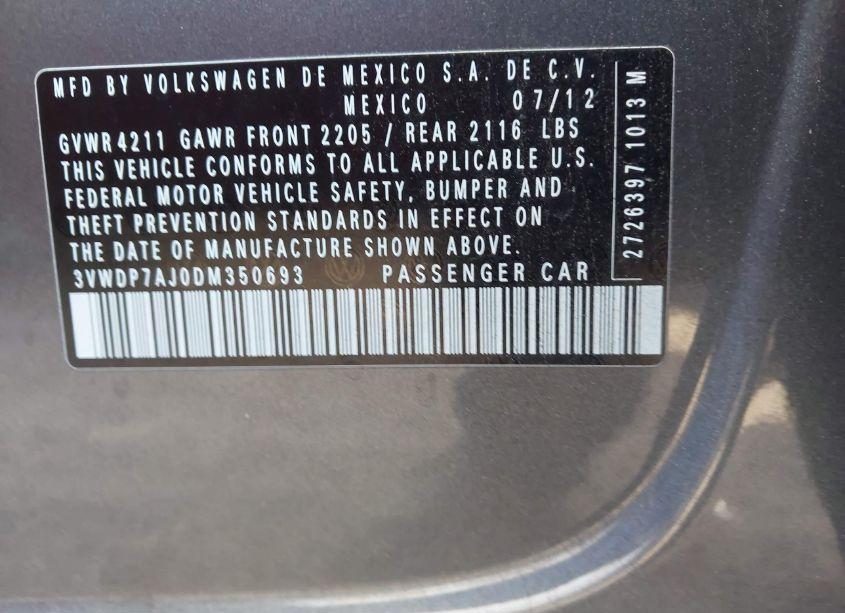 MFD BY VOLKSWAGEN DE MEXICO S.A. DE C.V.
MEXICO 07/12
GVWR 4211 GAWR FRONT 2205 / REAR 2116 LBS
THIS VEHICLE CONFORMS TO ALL APPLICABLE U.S.
FEDERAL MOTOR VEHICLE SAFETY, BUMPER AND
THEFT PREVENTION STANDARDS IN EFFECT ON
THE DATE OF MANUFACTURE SHOWN ABOVE.
3VWDP7AJ0DM350693 PASSENGER CAR
2726397 1013 M